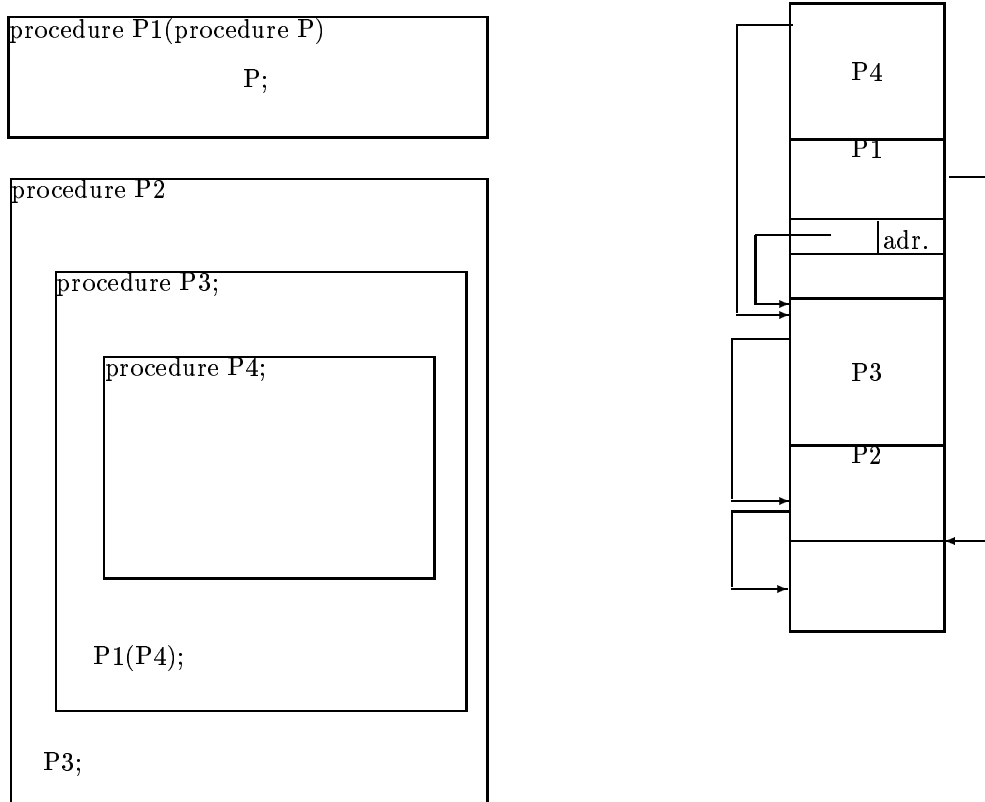 procedure P1(procedure P)
P;
procedure P2
procedure P3;
procedure P4;
P1(P4);
P3;
P4
P1
adr.
P3
P2